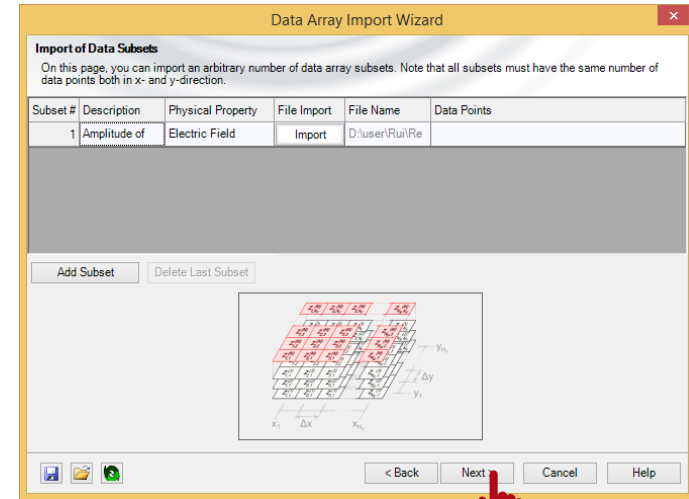 Data Array Import Wizard
Import of Data Subsets
On this page, you can import an arbitrary number of data array subsets. Note that all subsets must have the same number of
data points both in x- and y-direction.
Subset # Description Physical Property File Import File Name Data Points
1 Amplitude of Electric Field Import D:\user\Rui\Re
Add Subset Delete Last Subset
y
Δy
y₁
x₁ Δx x
< Back Next > Cancel Help